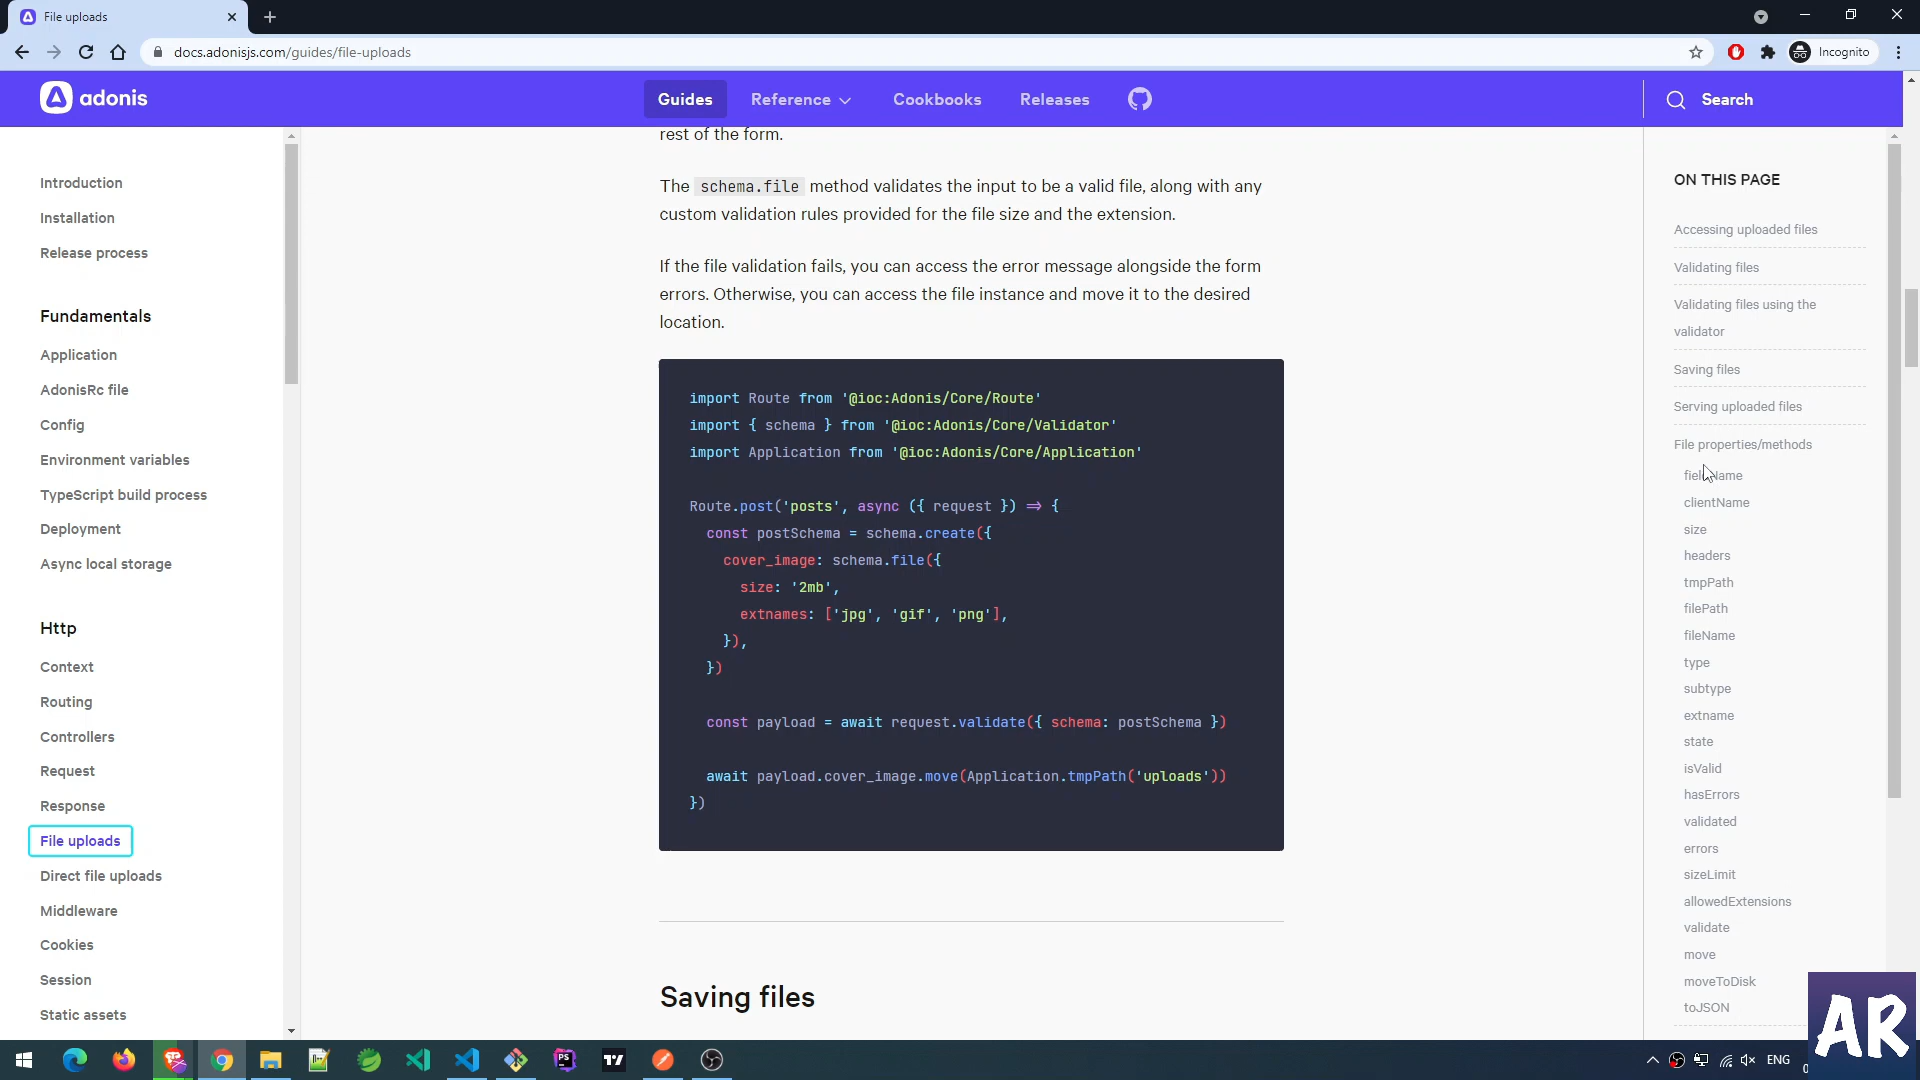 File uploads
docs.adonisjs.com/guides/file-uploads
Incognito
adonis
Guides
Reference
Cookbooks
Releases
Search
Introduction
Installation
Release process
Fundamentals
Application
AdonisRc file
Config
Environment variables
TypeScript build process
Deployment
Async local storage
Http
Context
Routing
Controllers
Request
Response
File uploads
Direct file uploads
Middleware
Cookies
Session
Static assets
rest of the form.
The schema.file method validates the input to be a valid file, along with any
custom validation rules provided for the file size and the extension.
If the file validation fails, you can access the error message alongside the form
errors. Otherwise, you can access the file instance and move it to the desired
location.
import Route from '@ioc:Adonis/Core/Route'
import { schema } from '@ioc:Adonis/Core/Validator'
import Application from '@ioc:Adonis/Core/Application'
Route.post('posts', async ({ request }) => {
const postSchema = schema.create({
cover_image: schema.file({
size: '2mb',
extnames: ['jpg', 'gif', 'png'],
}),
})
const payload = await request.validate({ schema: postSchema })
await payload.cover_image.move(Application.tmpPath('uploads'))
})
Saving files
ON THIS PAGE
Accessing uploaded files
Validating files
Validating files using the
validator
Saving files
Serving uploaded files
File properties/methods
fieldName
clientName
size
headers
tmpPath
filePath
fileName
type
subtype
extname
state
isValid
hasErrors
validated
errors
sizeLimit
allowedExtensions
validate
move
moveToDisk
toJSON
ENG
AR